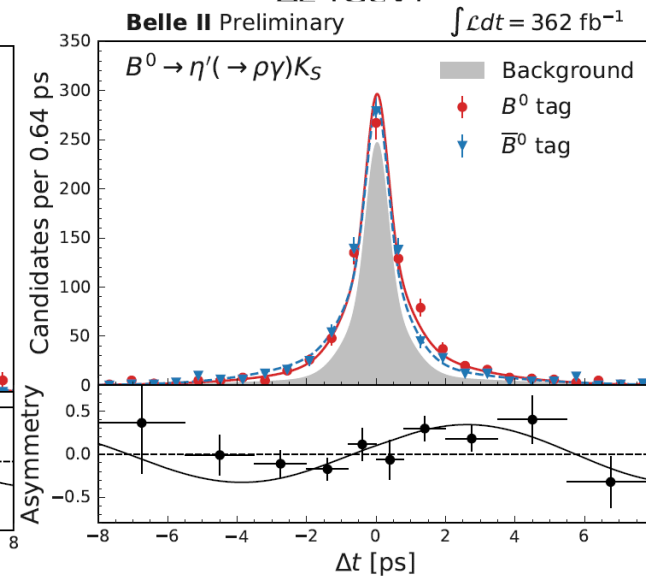 Belle II Preliminary ∫ℒdt = 362 fb⁻¹
B⁰ → η′(→ ργ)K_S
Background
B⁰ tag
B̅⁰ tag
Candidates per 0.64 ps
350
300
250
200
150
100
50
0
Asymmetry
0.5
0.0
−0.5
8
−8 −6 −4 −2 0 2 4 6
Δt [ps]